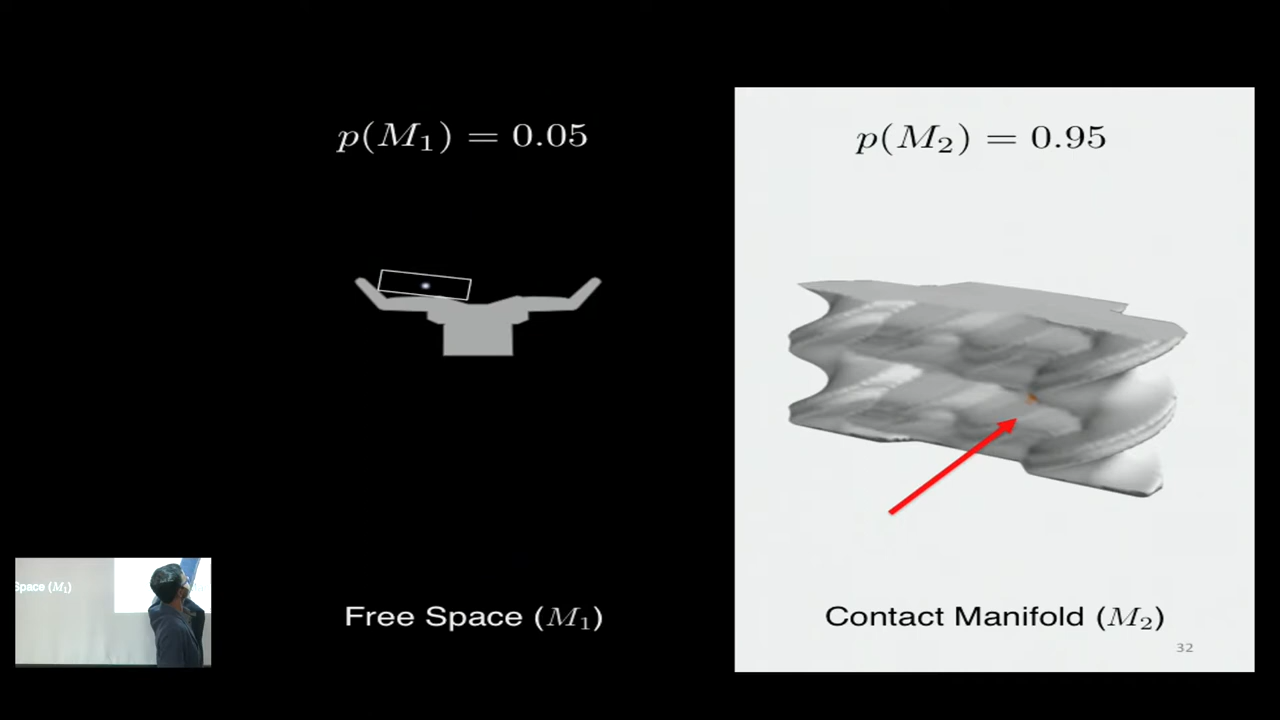 p(M₁) = 0.05
p(M₂) = 0.95
Space (M₁)
Free Space (M₁)
Contact Manifold (M₂)
32